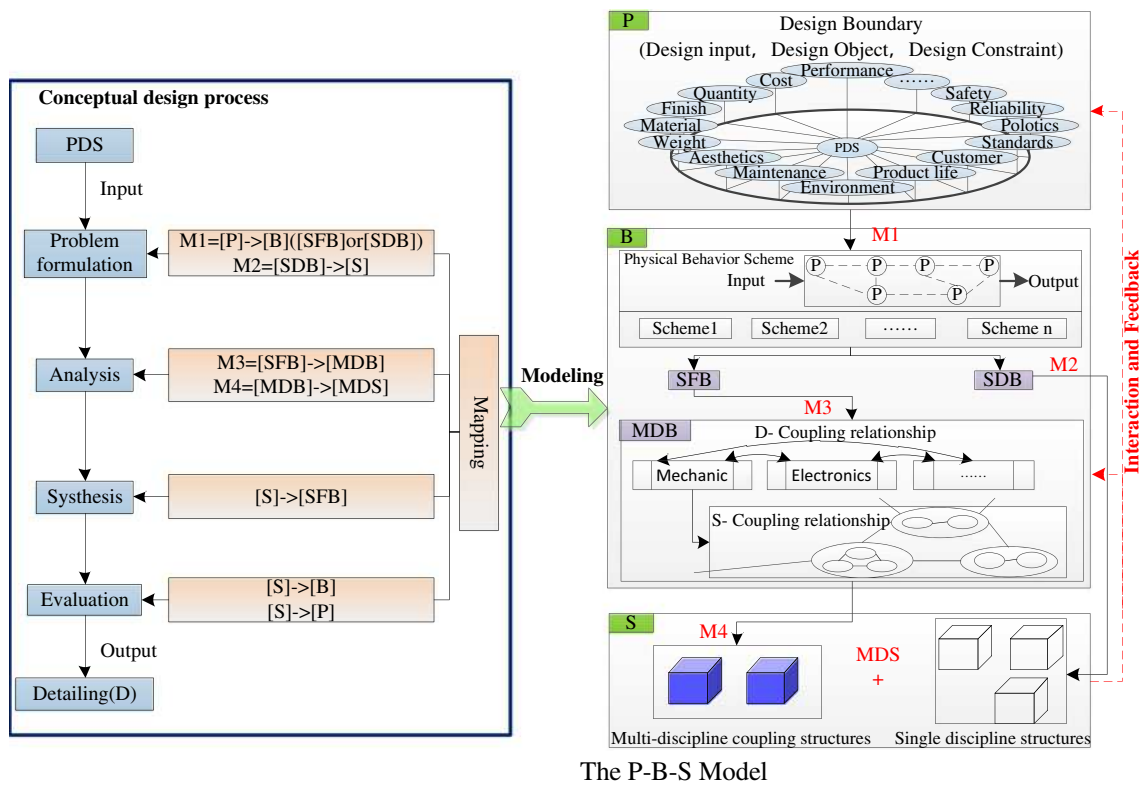 Conceptual design process
PDS
Input
Problem
formulation
M1=[P]->[B]([SFB]or[SDB])
M2=[SDB]->[S]
Analysis
M3=[SFB]->[MDB]
M4=[MDB]->[MDS]
Systhesis
[S]->[SFB]
Evaluation
[S]->[B]
[S]->[P]
Output
Detailing(D)
Mapping
Modeling
P
Design Boundary
(Design input, Design Object, Design Constraint)
Performance
Cost
······
Quantity
Safety
Finish
Reliability
Material
Polotics
Weight
PDS
Standards
Aesthetics
Customer
Maintenance
Product life
Environment
M1
B
Physical Behavior Scheme
Input
P
P
P
P
P
P
Output
Scheme1
Scheme2
······
Scheme n
SFB
SDB
M2
M3
MDB
D- Coupling relationship
Mechanic
Electronics
······
S- Coupling relationship
S
M4
MDS
+
Multi-discipline coupling structures
Single discipline structures
Interaction and Feedback
The P-B-S Model